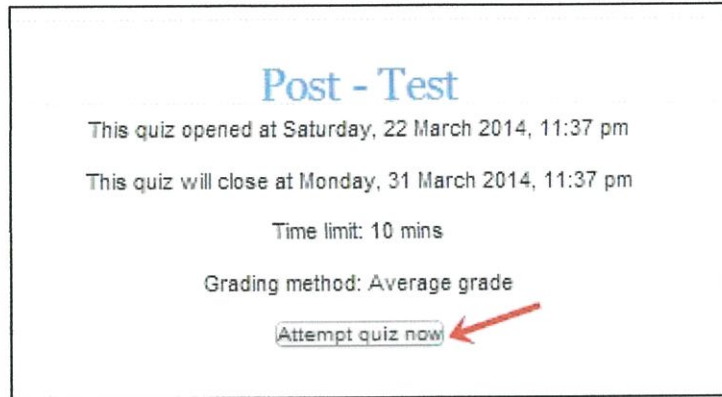 Post - Test
This quiz opened at Saturday, 22 March 2014, 11:37 pm
This quiz will close at Monday, 31 March 2014, 11:37 pm
Time limit: 10 mins
Grading method: Average grade
Attempt quiz now